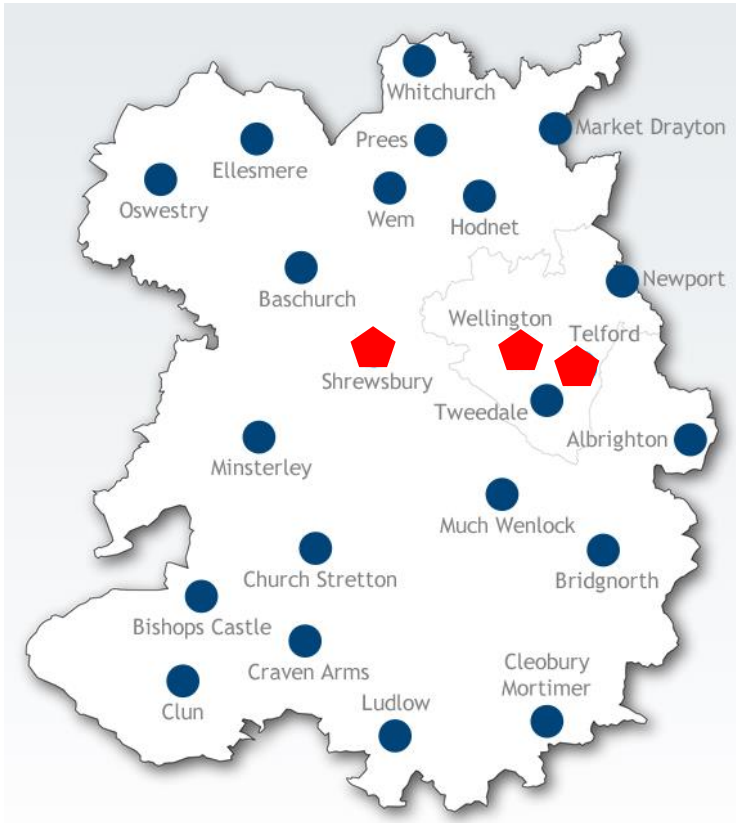 Whitchurch
Market Drayton
Prees
Ellesmere
Oswestry
Wem
Hodnet
Baschurch
Newport
Wellington
Telford
Shrewsbury
Tweedale
Albrighton
Minsterley
Much Wenlock
Church Stretton
Bridgnorth
Bishops Castle
Craven Arms
Cleobury
Mortimer
Clun
Ludlow